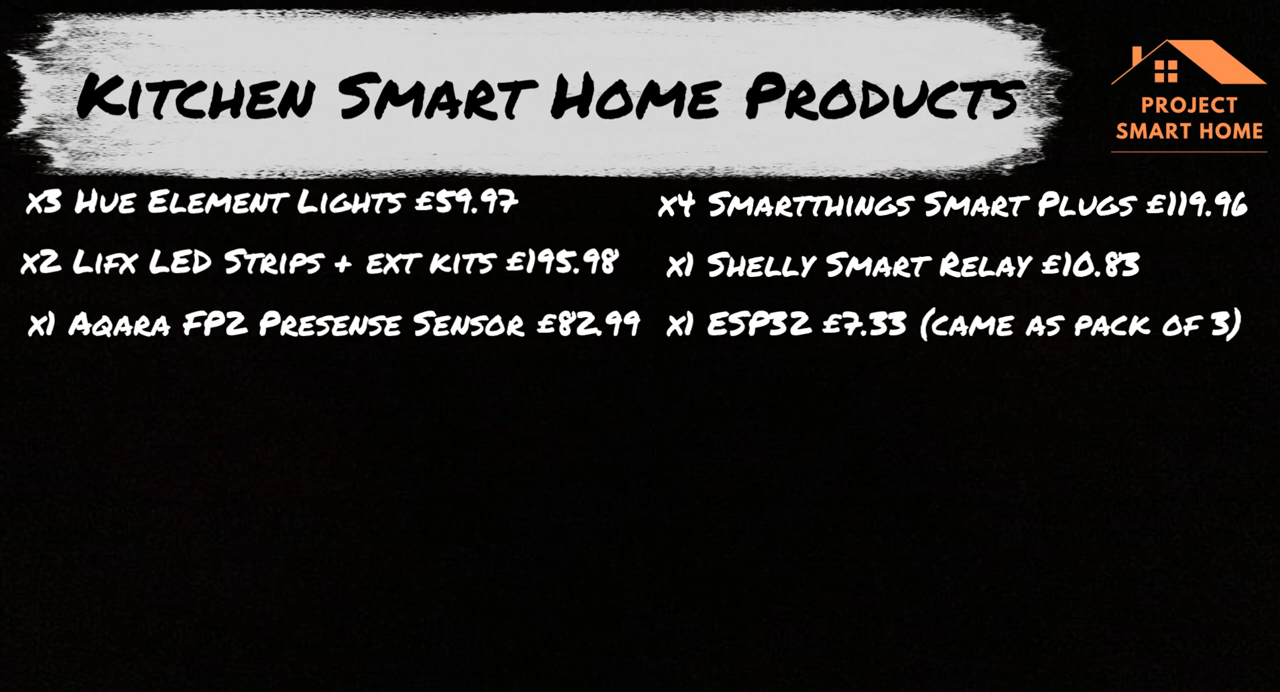 Kitchen Smart Home Products
PROJECT
SMART HOME
x3 Hue Element Lights £59.97
x2 Lifx LED Strips + ext kits £195.98
x1 Aqara FP2 Presense Sensor £82.99
x4 Smartthings Smart Plugs £119.96
x1 Shelly Smart Relay £10.83
x1 ESP32 £7.33 (came as pack of 3)